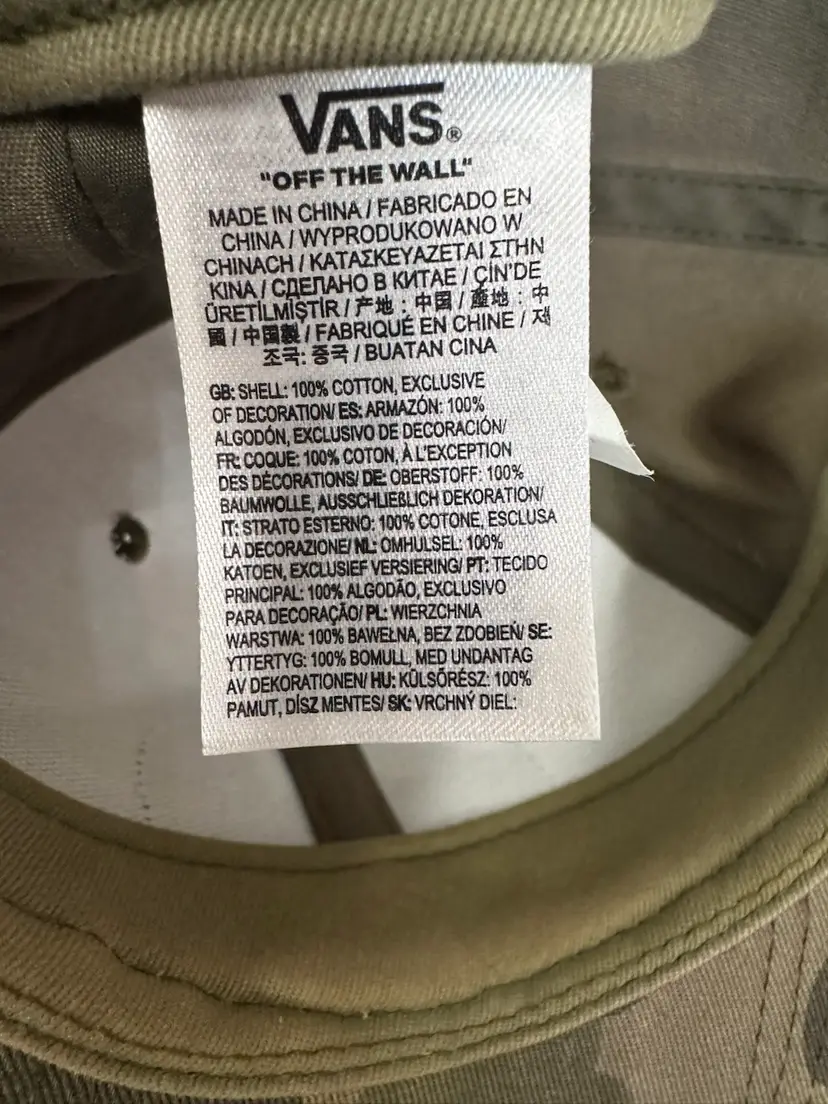 VANS®
"OFF THE WALL"
MADE IN CHINA / FABRICADO EN
CHINA / WYPRODUKOWANO W
CHINACH / ΚΑΤΑΣΚΕΥΑΖΕΤΑΙ ΣΤΗΝ
ΚΙΝΑ / СДЕЛАНО В КИТАЕ / ÇİN'DE
ÜRETİLMİŞTİR / 产地：中国 / 產地：中
國 / 中国製 / FABRIQUÉ EN CHINE / 제
조국: 중국 / BUATAN CINA
GB: SHELL: 100% COTTON, EXCLUSIVE
OF DECORATION/ ES: ARMAZÓN: 100%
ALGODÓN, EXCLUSIVO DE DECORACIÓN/
FR: COQUE: 100% COTON, À L'EXCEPTION
DES DÉCORATIONS/ DE: OBERSTOFF: 100%
BAUMWOLLE, AUSSCHLIEßLICH DEKORATION/
IT: STRATO ESTERNO: 100% COTONE, ESCLUSA
LA DECORAZIONE/ NL: OMHULSEL: 100%
KATOEN, EXCLUSIEF VERSIERING/ PT: TECIDO
PRINCIPAL: 100% ALGODÃO, EXCLUSIVO
PARA DECORAÇÃO/ PL: WIERZCHNIA
WARSTWA: 100% BAWEŁNA, BEZ ZDOBIEŃ/ SE:
YTTERTYG: 100% BOMULL, MED UNDANTAG
AV DEKORATIONEN/ HU: KÜLSŐRÉSZ: 100%
PAMUT, DÍSZ MENTES/ SK: VRCHNÝ DIEL: